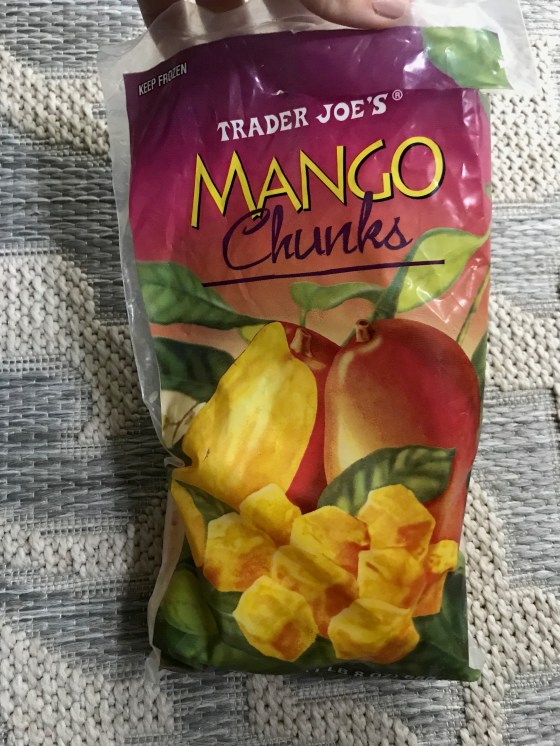 KEEP FROZEN
TRADER JOE'S®
MANGO
Chunks